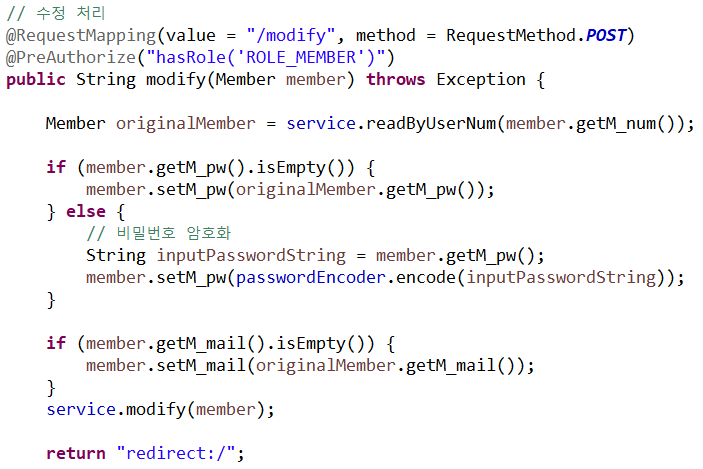 // 수정 처리
@RequestMapping(value = "/modify", method = RequestMethod.POST)
@PreAuthorize("hasRole('ROLE_MEMBER')")
public String modify(Member member) throws Exception {
Member originalMember = service.readByUserNum(member.getM_num());
if (member.getM_pw().isEmpty()) {
member.setM_pw(originalMember.getM_pw());
} else {
// 비밀번호 암호화
String inputPasswordString = member.getM_pw();
member.setM_pw(passwordEncoder.encode(inputPasswordString));
}
if (member.getM_mail().isEmpty()) {
member.setM_mail(originalMember.getM_mail());
}
service.modify(member);
return "redirect:/";